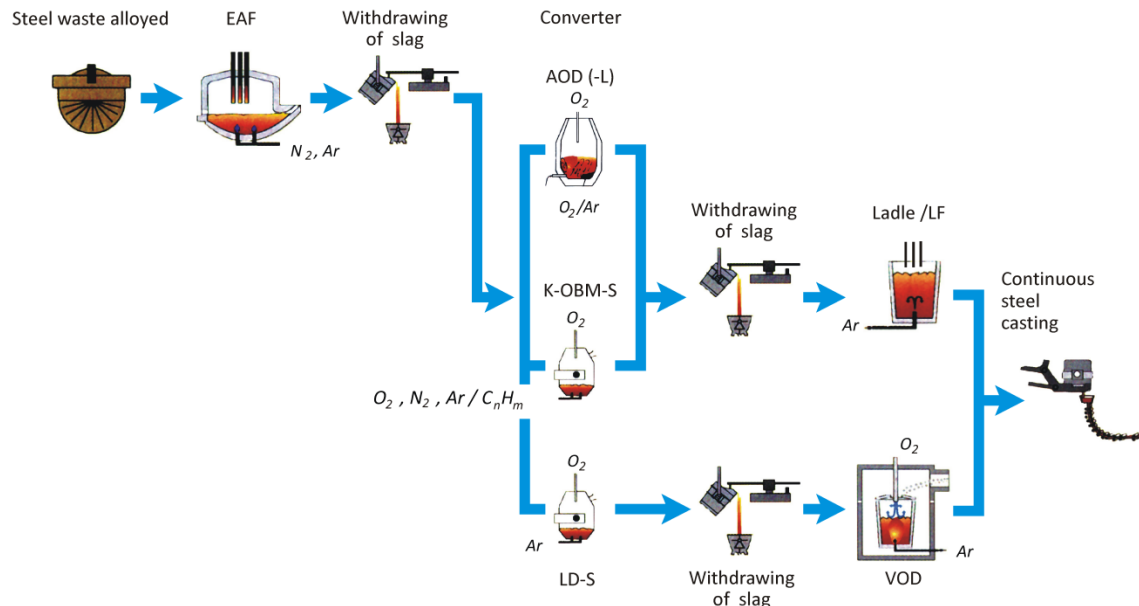 Steel waste alloyed
EAF
Withdrawing
of slag
Converter
N₂, Ar
AOD (-L)
O₂
O₂/Ar
K-OBM-S
O₂
O₂ , N₂ , Ar / CₙHₘ
O₂
Ar
LD-S
Withdrawing
of slag
Ladle /LF
Ar
Continuous
steel
casting
Withdrawing
of slag
O₂
Ar
VOD